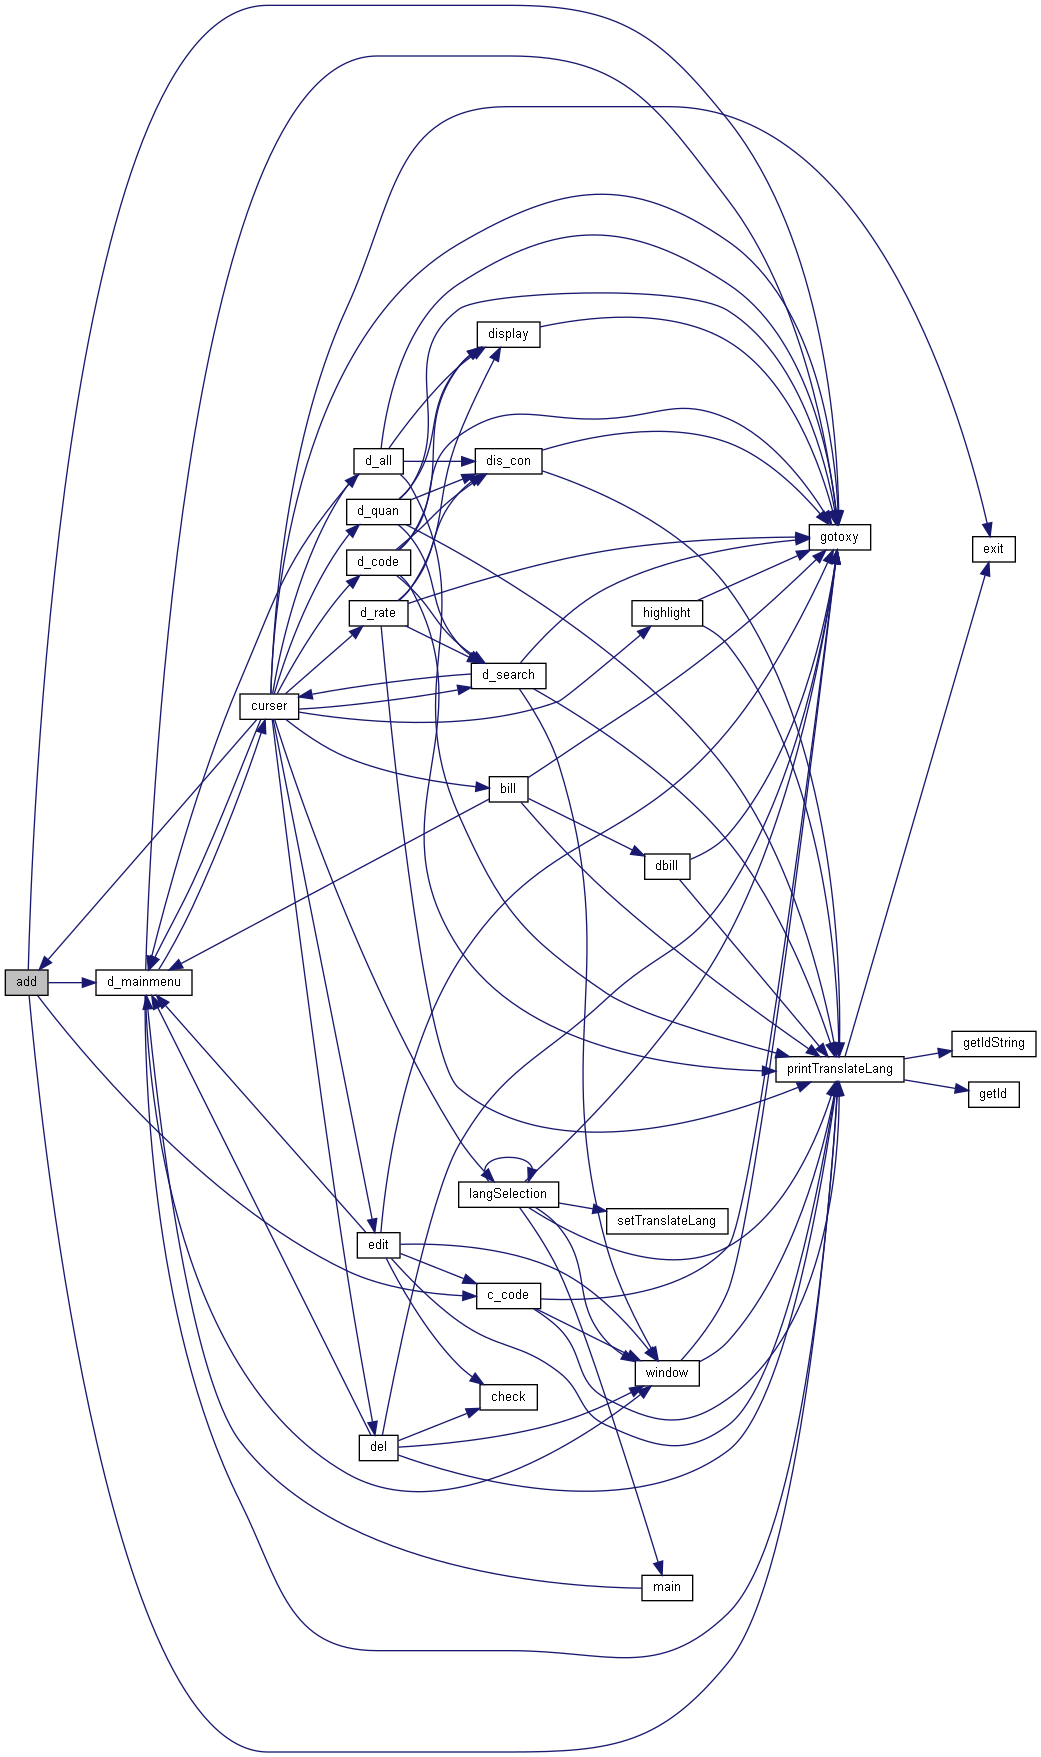 display
d_all
dis_con
d_quan
gotoxy
exit
d_code
highlight
d_rate
d_search
curser
bill
dbill
add
d_mainmenu
getIdString
printTranslateLang
getId
langSelection
setTranslateLang
edit
c_code
window
check
del
main